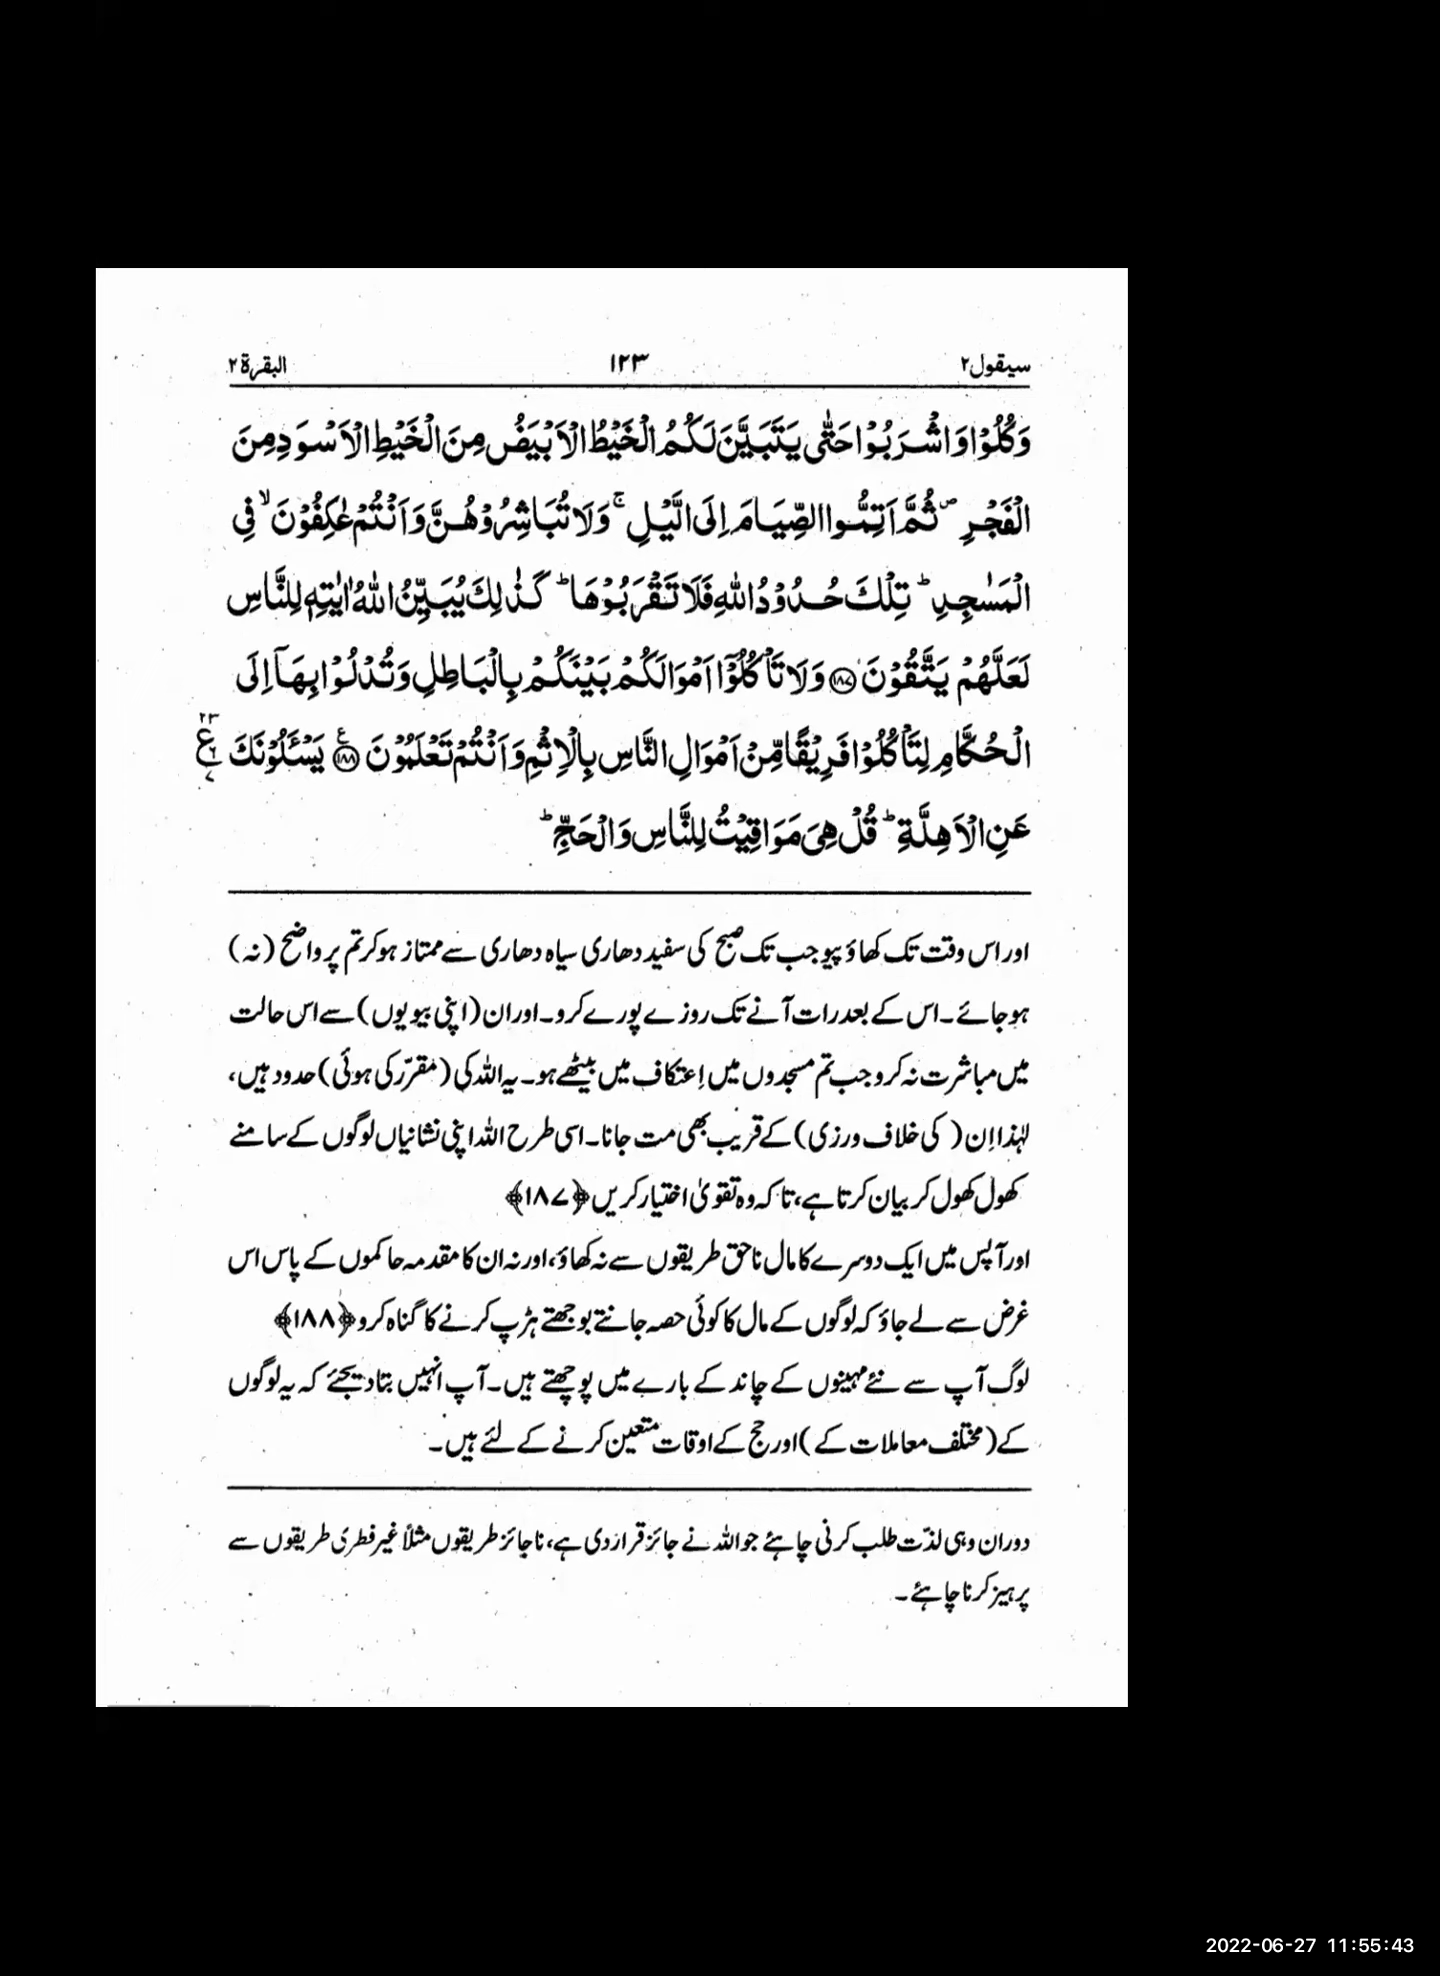 سیقول۲ ۱۲۳ البقرة۲
وَكُلُوْا وَاشْرَبُوْا حَتّٰى يَتَبَيَّنَ لَكُمُ الْخَيْطُ الْاَبْيَضُ مِنَ الْخَيْطِ الْاَسْوَدِ مِنَ
الْفَجْرِ ۪ ثُمَّ اَتِمُّوا الصِّيَامَ اِلَى الَّيْلِ ۚ وَلَا تُبَاشِرُوْهُنَّ وَاَنْتُمْ عٰكِفُوْنَ ۙ فِى
الْمَسٰجِدِ ؕ تِلْكَ حُدُوْدُ اللّٰهِ فَلَا تَقْرَبُوْهَا ؕ كَذٰلِكَ يُبَيِّنُ اللّٰهُ اٰيٰتِهٖ لِلنَّاسِ
لَعَلَّهُمْ يَتَّقُوْنَ ۱۸۷ وَلَا تَاْكُلُوْٓا اَمْوَالَكُمْ بَيْنَكُمْ بِالْبَاطِلِ وَتُدْلُوْا بِهَآ اِلَى
الْحُكَّامِ لِتَاْكُلُوْا فَرِيْقًا مِّنْ اَمْوَالِ النَّاسِ بِالْاِثْمِ وَاَنْتُمْ تَعْلَمُوْنَ ۱۸۸ يَسْـَٔلُوْنَكَ
۲۳ ع ۶ ۷
عَنِ الْاَهِلَّةِ ؕ قُلْ هِىَ مَوَاقِيْتُ لِلنَّاسِ وَالْحَجِّ ؕ
اور اس وقت تک کھاؤ پیو جب تک صبح کی سفید دھاری سیاہ دھاری سے ممتاز ہو کر تم پر واضح (نہ)
ہو جائے۔ اس کے بعد رات آنے تک روزے پورے کرو۔ اور ان (اپنی بیویوں) سے اس حالت
میں مباشرت نہ کرو جب تم مسجدوں میں اِعتکاف میں بیٹھے ہو۔ یہ اللہ کی (مقرّر کی ہوئی) حدود ہیں،
لہٰذا اِن (کی خلاف ورزی) کے قریب بھی مت جانا۔ اسی طرح اللہ اپنی نشانیاں لوگوں کے سامنے
کھول کھول کر بیان کرتا ہے، تاکہ وہ تقویٰ اختیار کریں ﴿۱۸۷﴾
اور آپس میں ایک دوسرے کا مال ناحق طریقوں سے نہ کھاؤ، اور نہ ان کا مقدمہ حاکموں کے پاس اس
غرض سے لے جاؤ کہ لوگوں کے مال کا کوئی حصہ جانتے بوجھتے ہڑپ کرنے کا گناہ کرو ﴿۱۸۸﴾
لوگ آپ سے نئے مہینوں کے چاند کے بارے میں پوچھتے ہیں۔ آپ انہیں بتا دیجئے کہ یہ لوگوں
کے (مختلف معاملات کے) اور حج کے اوقات متعین کرنے کے لئے ہیں۔
دوران وہی لذّت طلب کرنی چاہئے جو اللہ نے جائز قرار دی ہے، ناجائز طریقوں مثلاً غیر فطری طریقوں سے
پرہیز کرنا چاہئے۔
2022-06-27 11:55:43